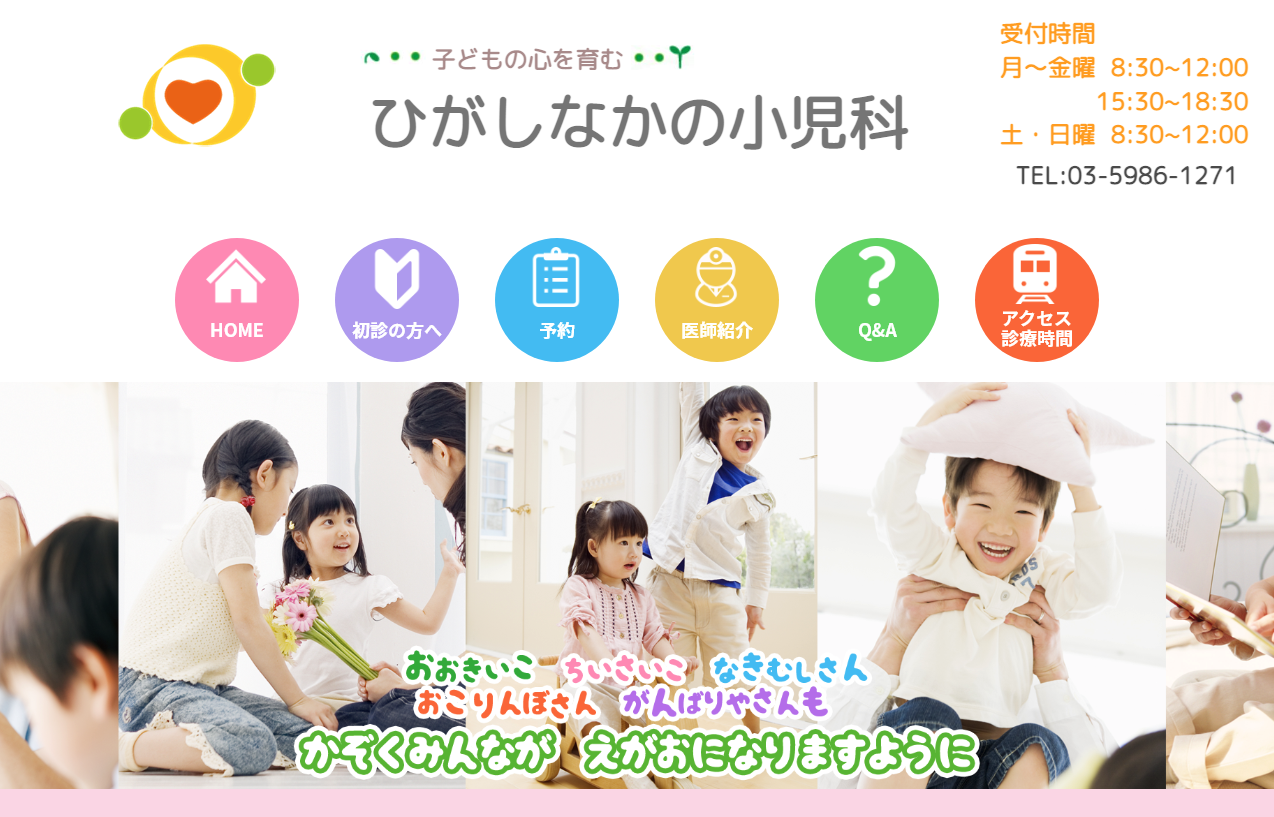 子どもの心を育む
ひがしなかの小児科
受付時間
月～金曜 8:30~12:00
15:30~18:30
土・日曜 8:30~12:00
TEL:03-5986-1271
HOME
初診の方へ
予約
医師紹介
Q&A
アクセス
診療時間
おおきいこ ちいさいこ なきむしさん
おこりんぼさん がんばりやさんも
かぞくみんなが えがおになりますように